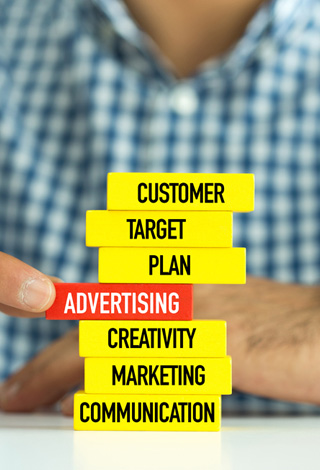 CUSTOMER
TARGET
PLAN
ADVERTISING
CREATIVITY
MARKETING
COMMUNICATION